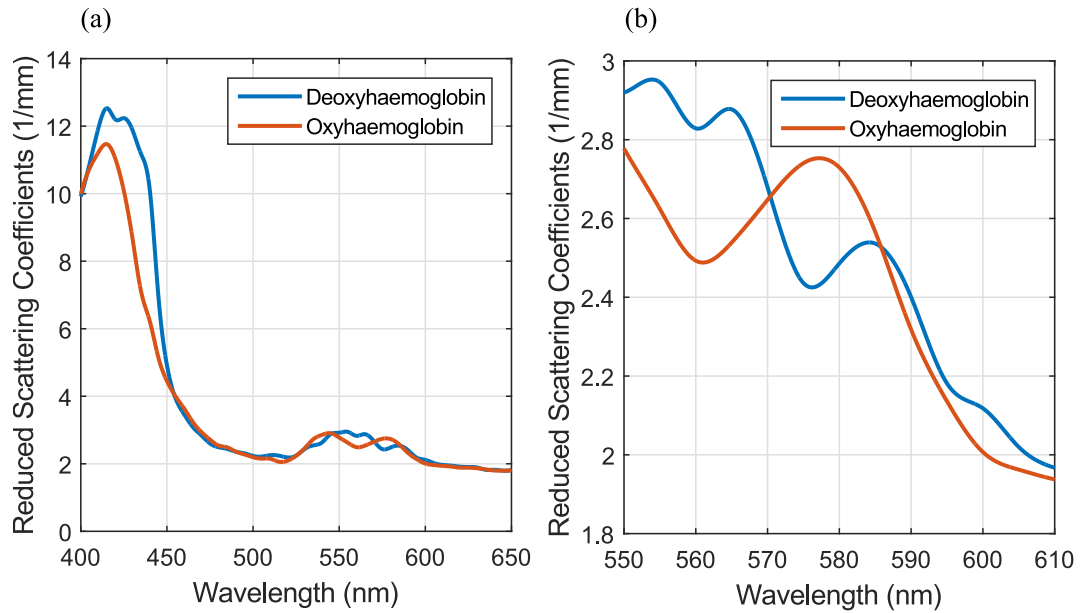 (a)
Reduced Scattering Coefficients (1/mm)
14
12
10
8
6
4
2
0
Deoxyhaemoglobin
Oxyhaemoglobin
400 450 500 550 600 650
Wavelength (nm)
(b)
Reduced Scattering Coefficients (1/mm)
3
2.8
2.6
2.4
2.2
2
1.8
Deoxyhaemoglobin
Oxyhaemoglobin
550 560 570 580 590 600 610
Wavelength (nm)